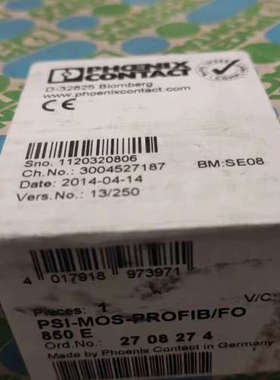 PHOENIX
CONTACT
D-32825 Blomberg
www.phoenixcontact.com
CE
Sno. 1120320806
Ch.No.: 3004527187
BM:SE08
Date: 2014-04-14
Vers.No.: 13/250
4 017918 973971
Pieces: 1
V/C:
PSI-MOS-PROFIB/FO
850 E
Ord.No.: 27 08 27 4
Made by Phoenix Contact in Germany